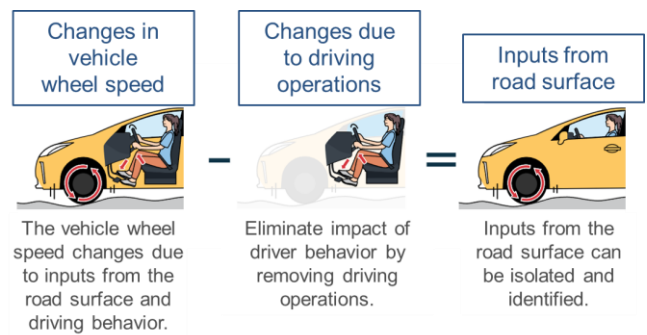 Changes in
vehicle
wheel speed
Changes due
to driving
operations
Inputs from
road surface
The vehicle wheel
speed changes due
to inputs from the
road surface and
driving behavior.
Eliminate impact of
driver behavior by
removing driving
operations.
Inputs from the
road surface can
be isolated and
identified.